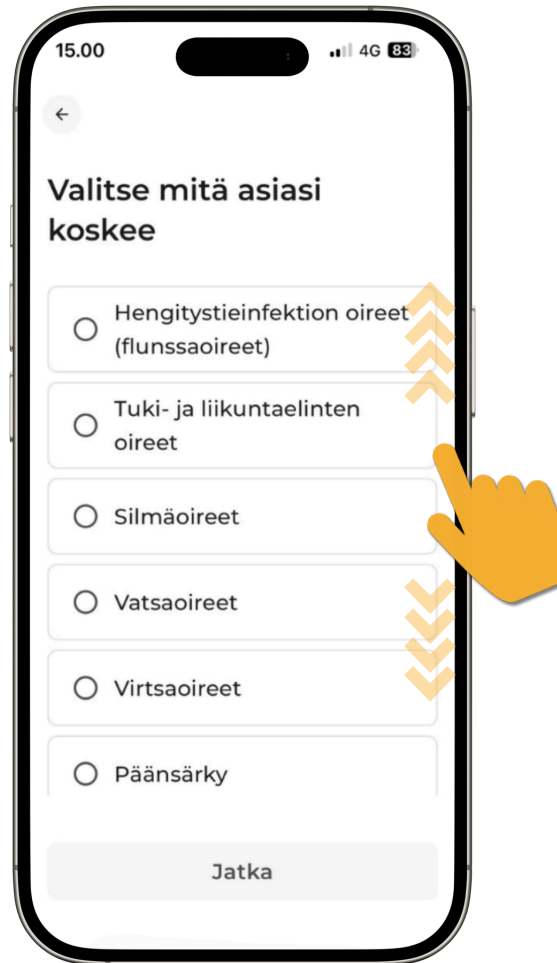 15.00
4G 83
Valitse mitä asiasi
koskee
Hengitystieinfektion oireet
(flunssaoireet)
Tuki- ja liikuntaelinten
oireet
Silmäoireet
Vatsaoireet
Virtsaoireet
Päänsärky
Jatka